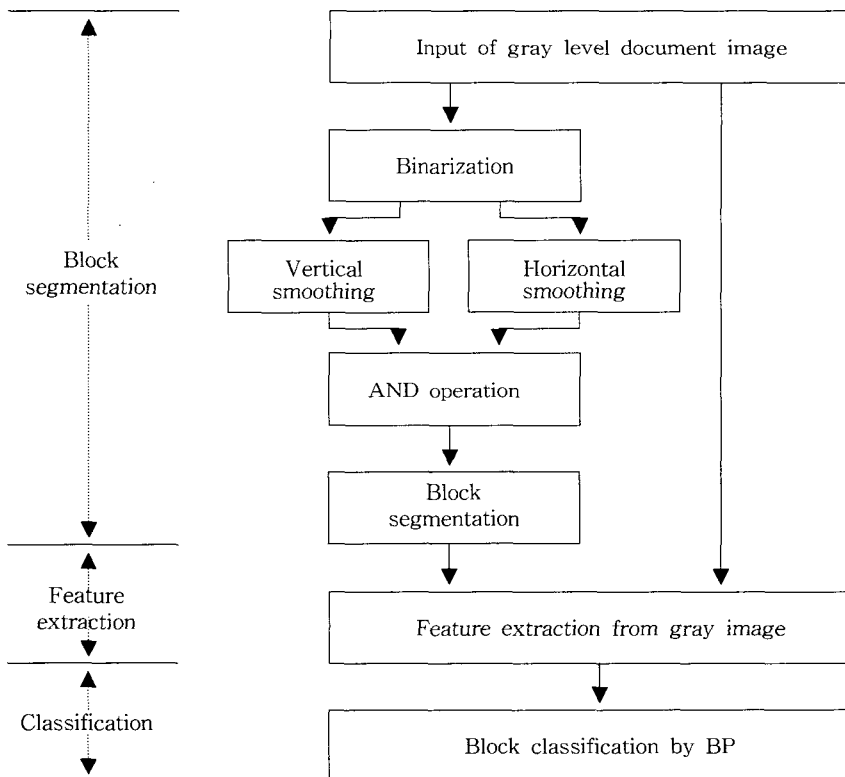 Input of gray level document image
Binarization
Vertical
smoothing
Horizontal
smoothing
AND operation
Block
segmentation
Feature extraction from gray image
Block classification by BP
Block
segmentation
Feature
extraction
Classification